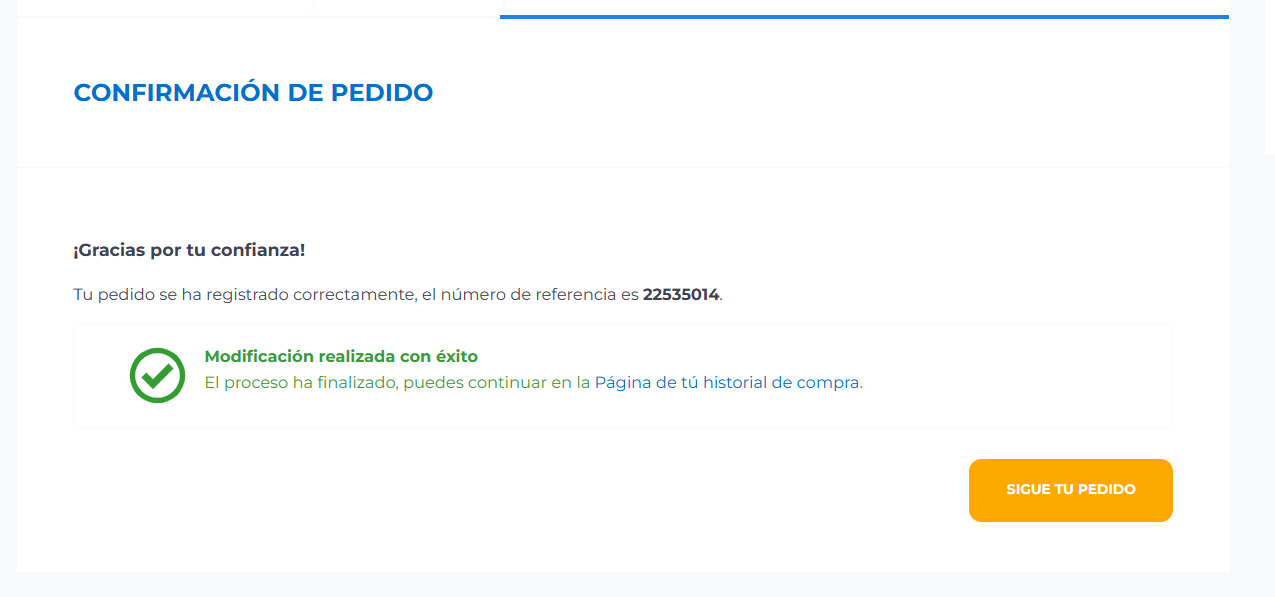 CONFIRMACIÓN DE PEDIDO
¡Gracias por tu confianza!
Tu pedido se ha registrado correctamente, el número de referencia es 22535014.
Modificación realizada con éxito
El proceso ha finalizado, puedes continuar en la Página de tú historial de compra.
SIGUE TU PEDIDO